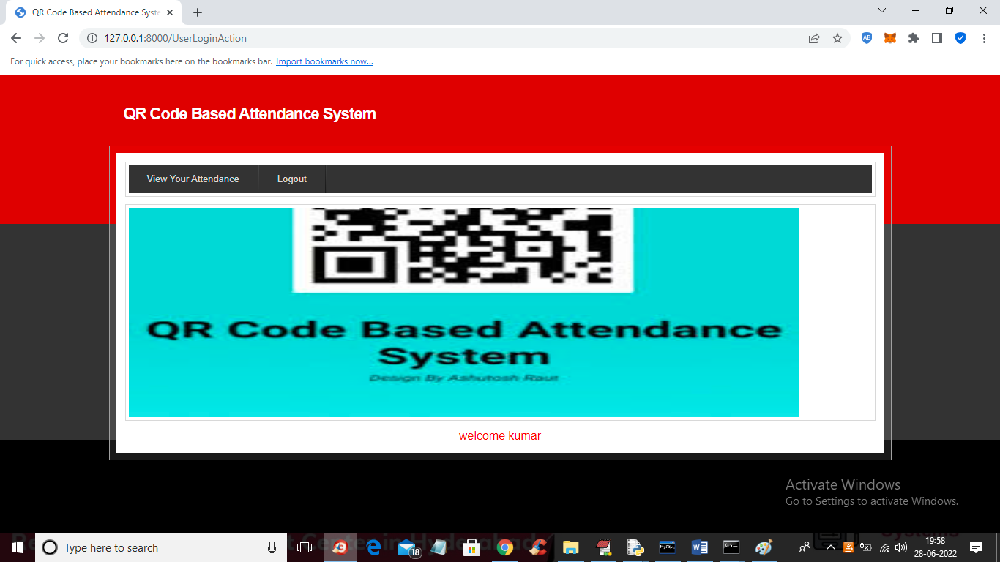 QR Code Based Attendance Syste
127.0.0.1:8000/UserLoginAction
AB
For quick access, place your bookmarks here on the bookmarks bar. Import bookmarks now...
QR Code Based Attendance System
View Your Attendance Logout
QR Code Based Attendance
System
Design By Ashutosh Raut
welcome kumar
Activate Windows
Go to Settings to activate Windows.
Systems
Type here to search
18
19:58
28-06-2022